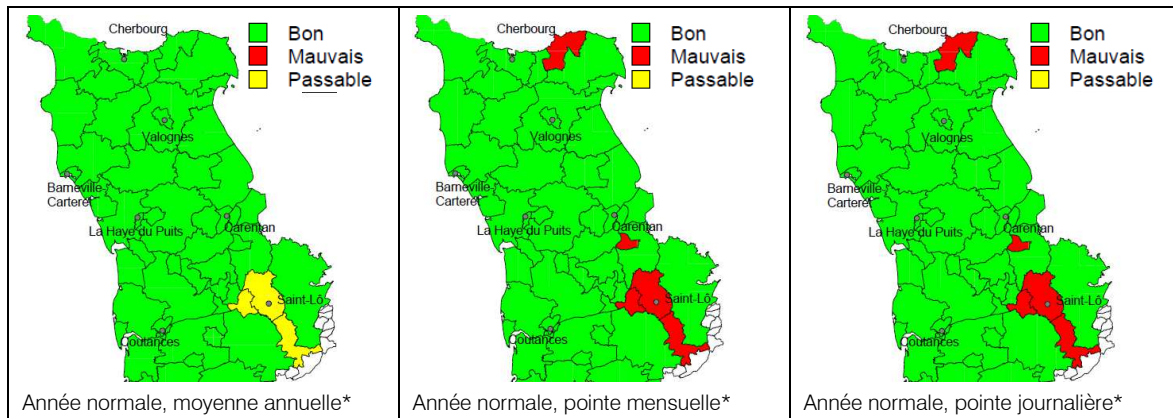 Cherbourg
Bon
Mauvais
Passable
Valognes
Barneville
Carteret
La Haye du Puits
Carentan
Saint-Lô
Coutances
Année normale, moyenne annuelle*
Cherbourg
Bon
Mauvais
Passable
Valognes
Barneville
Carteret
La Haye du Puits
Carentan
Saint-Lô
Coutances
Année normale, pointe mensuelle*
Cherbourg
Bon
Mauvais
Passable
Valognes
Barneville
Carteret
La Haye du Puits
Carentan
Saint-Lô
Coutances
Année normale, pointe journalière*